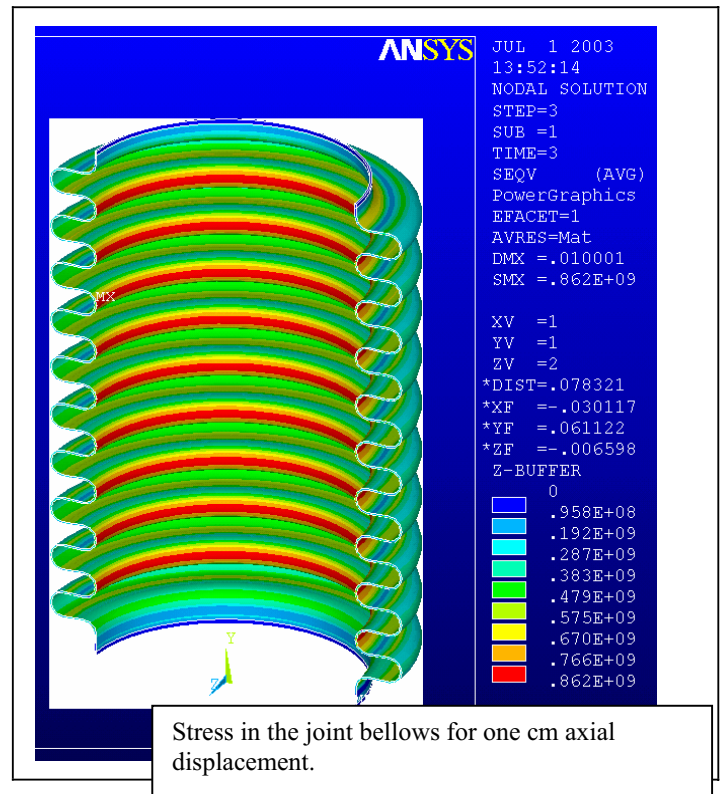 ANSYS
JUL 1 2003
13:52:14
NODAL SOLUTION
STEP=3
SUB =1
TIME=3
SEQV (AVG)
PowerGraphics
EFACET=1
AVRES=Mat
DMX =.010001
SMX =.862E+09
XV =1
YV =1
ZV =2
*DIST=.078321
*XF =-.030117
*YF =.061122
*ZF =-.006598
Z-BUFFER
0
.958E+08
.192E+09
.287E+09
.383E+09
.479E+09
.575E+09
.670E+09
.766E+09
.862E+09
MX
Y
Z
Stress in the joint bellows for one cm axial
displacement.